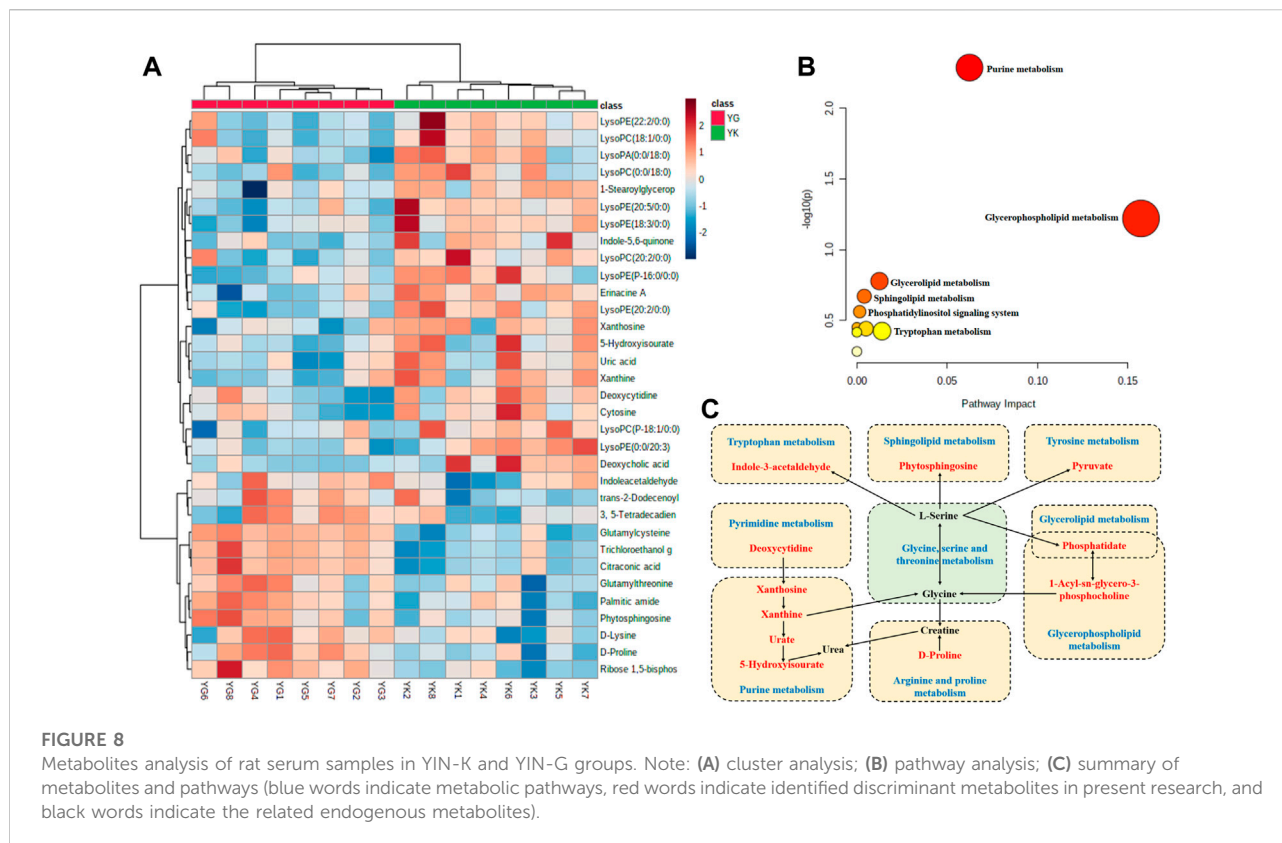 A
class
class
YG
YK
2
1
0
-1
-2
LysoPE(22:2/0:0)
LysoPC(18:1/0:0)
LysoPA(0:0/18:0)
LysoPC(0:0/18:0)
1-Stearoylglycerop
LysoPE(20:5/0:0)
LysoPE(18:3/0:0)
Indole-5,6-quinone
LysoPC(20:2/0:0)
LysoPE(P-16:0/0:0)
Erinacine A
LysoPE(20:2/0:0)
Xanthosine
5-Hydroxyisourate
Uric acid
Xanthine
Deoxycytidine
Cytosine
LysoPC(P-18:1/0:0)
LysoPE(0:0/20:3)
Deoxycholic acid
Indoleacetaldehyde
trans-2-Dodecenoyl
3, 5-Tetradecadien
Glutamylcysteine
Trichloroethanol g
Citraconic acid
Glutamylthreonine
Palmitic amide
Phytosphingosine
D-Lysine
D-Proline
Ribose 1,5-bisphos
YG6
YG8
YG4
YG1
YG5
YG7
YG2
YG3
YK2
YK8
YK1
YK4
YK6
YK3
YK5
YK7
B
Purine metabolism
Glycerophospholipid metabolism
Glycerolipid metabolism
Sphingolipid metabolism
Phosphatidylinositol signaling system
Tryptophan metabolism
-log10(p)
2.0
1.5
1.0
0.5
0.00
0.05
0.10
0.15
Pathway Impact
C
Tryptophan metabolism
Indole-3-acetaldehyde
Sphingolipid metabolism
Phytosphingosine
Tyrosine metabolism
Pyruvate
Pyrimidine metabolism
Deoxycytidine
L-Serine
Glycine, serine and
threonine metabolism
Glycine
Glycerolipid metabolism
Phosphatidate
1-Acyl-sn-glycero-3-
phosphocholine
Glycerophospholipid
metabolism
Xanthosine
Xanthine
Urate
5-Hydroxyisourate
Purine metabolism
Urea
Creatine
D-Proline
Arginine and proline
metabolism
FIGURE 8
Metabolites analysis of rat serum samples in YIN-K and YIN-G groups. Note: (A) cluster analysis; (B) pathway analysis; (C) summary of
metabolites and pathways (blue words indicate metabolic pathways, red words indicate identified discriminant metabolites in present research, and
black words indicate the related endogenous metabolites).